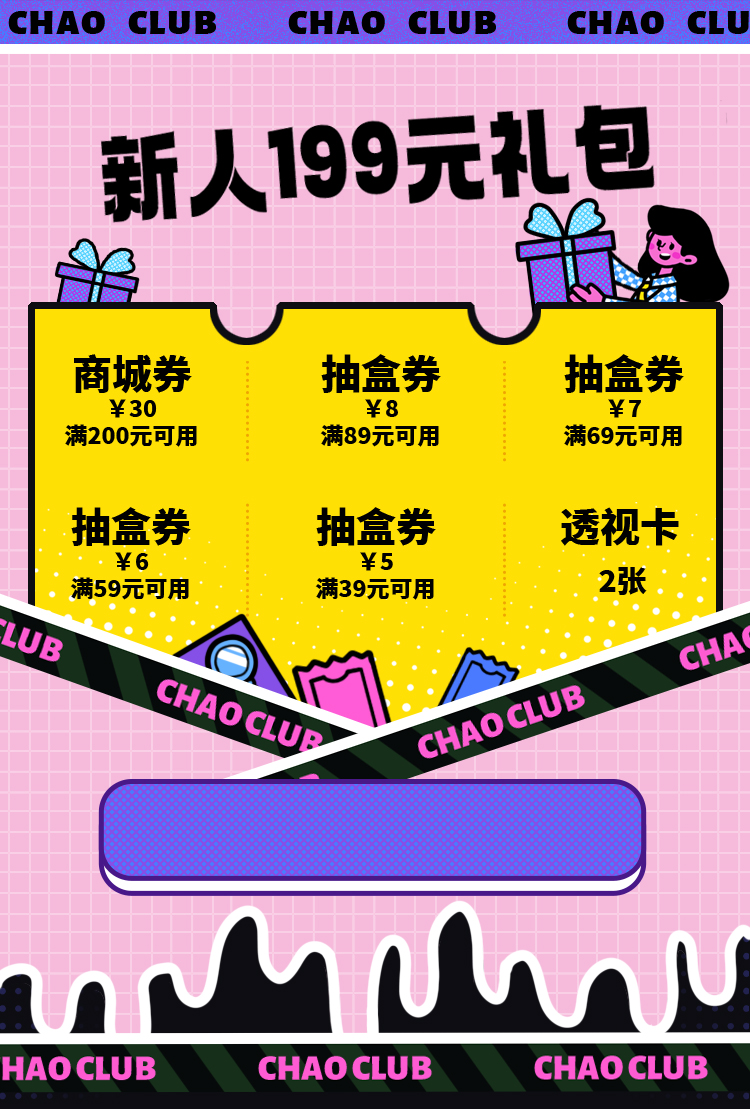 CHAO CLUB CHAO CLUB CHAO CLU
新人199元礼包
商城券
￥30
满200元可用
抽盒券
￥8
满89元可用
抽盒券
￥7
满69元可用
抽盒券
￥6
满59元可用
抽盒券
￥5
满39元可用
透视卡
2张
CLUB CHAO CLUB
CHAO CLUB CHAO
HAO CLUB CHAO CLUB CHAO CLUB